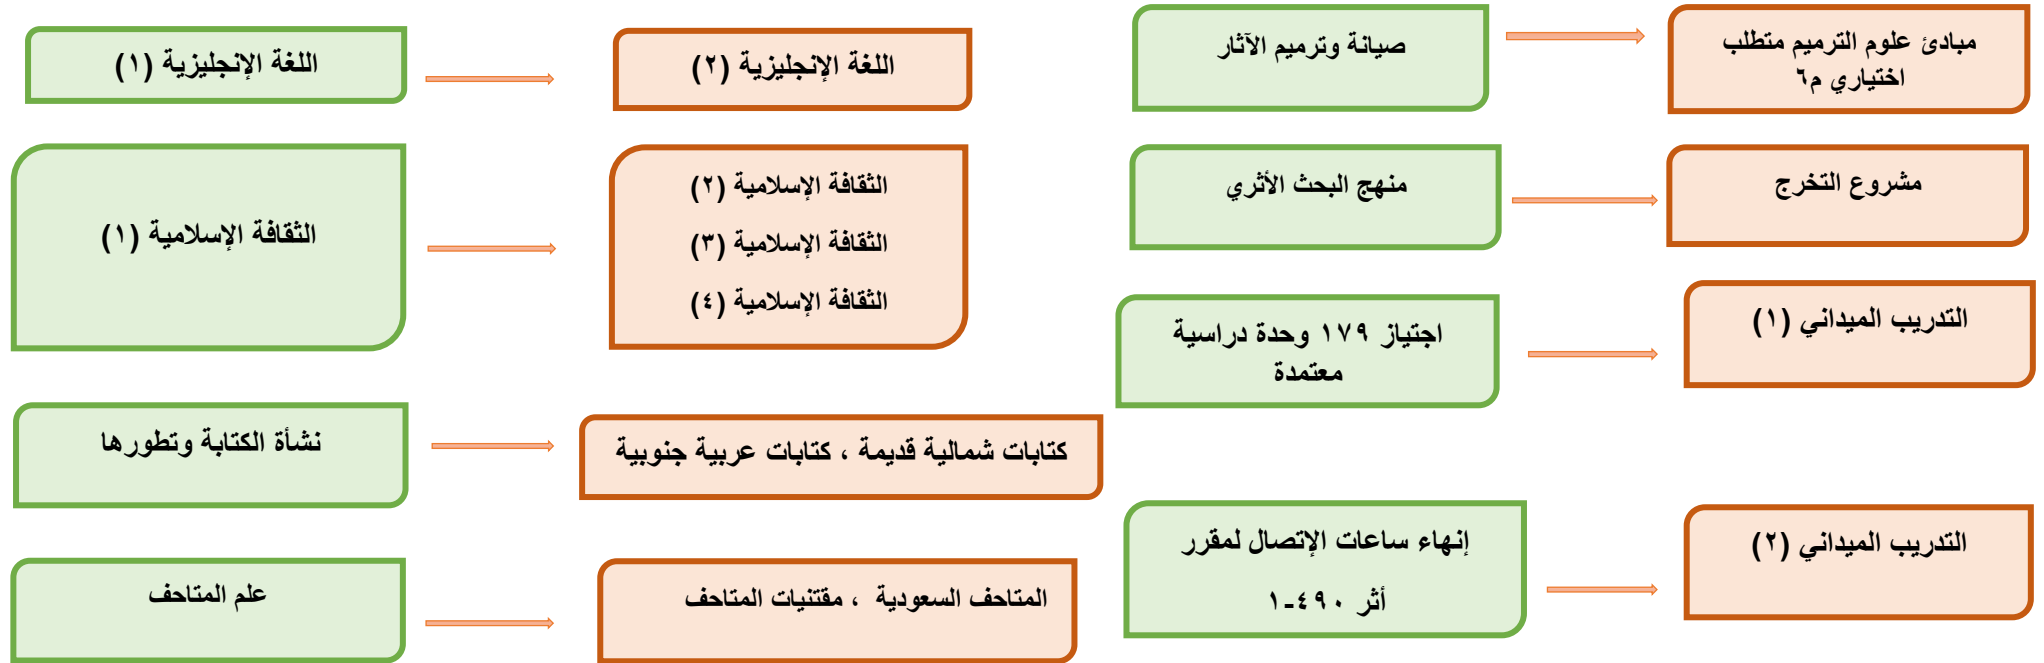 اللغة الإنجليزية (١)
اللغة الإنجليزية (٢)
الثقافة الإسلامية (١)
الثقافة الإسلامية (٢)
الثقافة الإسلامية (٣)
الثقافة الإسلامية (٤)
نشأة الكتابة وتطورها
كتابات شمالية قديمة ، كتابات عربية جنوبية
علم المتاحف
المتاحف السعودية ، مقتنيات المتاحف
صيانة وترميم الآثار
مبادئ علوم الترميم متطلب
اختياري م٦
منهج البحث الأثري
مشروع التخرج
اجتياز ١٧٩ وحدة دراسية
معتمدة
التدريب الميداني (١)
إنهاء ساعات الإتصال لمقرر
أثر ٤٩٠-١
التدريب الميداني (٢)